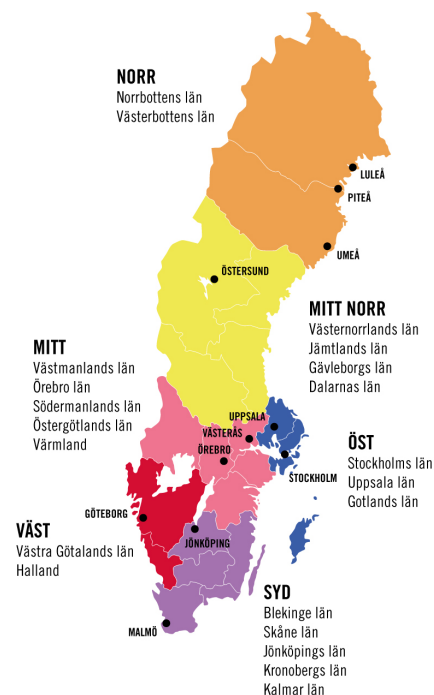 NORR
Norrbottens län
Västerbottens län
LULEÅ
PITEÅ
UMEÅ
ÖSTERSUND
MITT NORR
Västernorrlands län
Jämtlands län
Gävleborgs län
Dalarnas län
MITT
Västmanlands län
Örebro län
Södermanlands län
Östergötlands län
Värmland
UPPSALA
VÄSTERÅS
ÖREBRO
STOCKHOLM
ÖST
Stockholms län
Uppsala län
Gotlands län
GÖTEBORG
VÄST
Västra Götalands län
Halland
JÖNKÖPING
MALMÖ
SYD
Blekinge län
Skåne län
Jönköpings län
Kronobergs län
Kalmar län